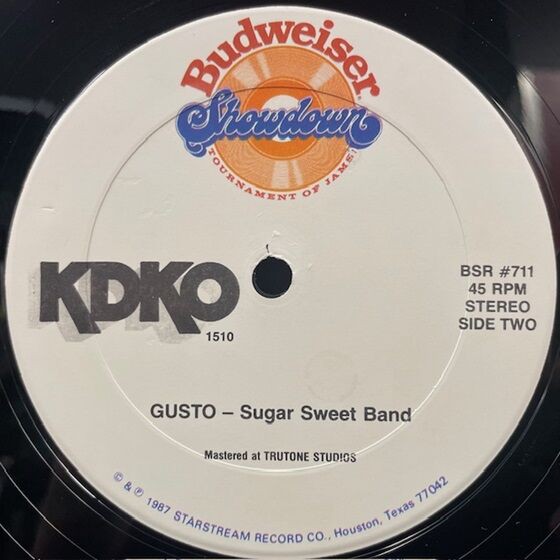 Budweiser
Showdown
TOURNAMENT OF JAMS!
KDKO
1510
BSR #711
45 RPM
STEREO
SIDE TWO
GUSTO – Sugar Sweet Band
Mastered at TRUTONE STUDIOS
© & ℗ 1987 STARSTREAM RECORD CO., Houston, Texas 77042